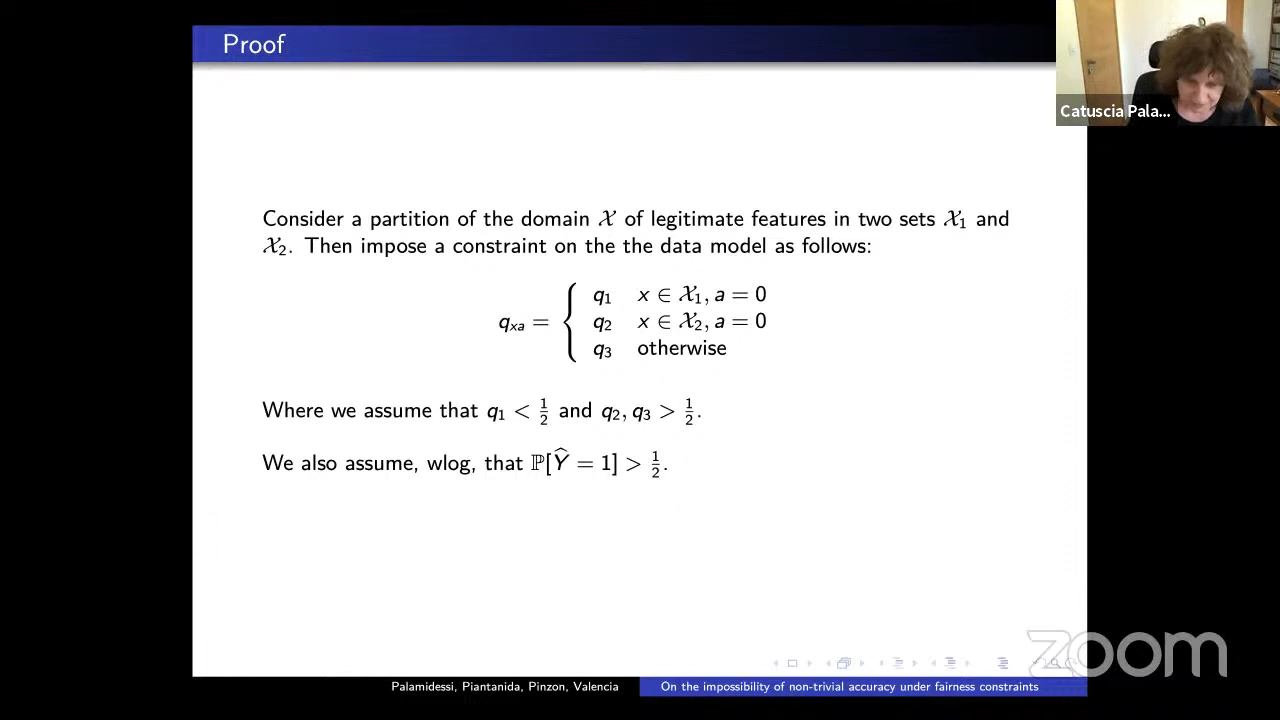 Proof
Catuscia Pala...
Consider a partition of the domain 𝒳 of legitimate features in two sets 𝒳₁ and
𝒳₂. Then impose a constraint on the the data model as follows:
qₓₐ = { q₁ x ∈ 𝒳₁, a = 0
q₂ x ∈ 𝒳₂, a = 0
q₃ otherwise
Where we assume that q₁ < 1/2 and q₂, q₃ > 1/2.
We also assume, wlog, that ℙ[Ŷ = 1] > 1/2.
zoom
Palamidessi, Piantanida, Pinzon, Valencia
On the impossibility of non-trivial accuracy under fairness constraints